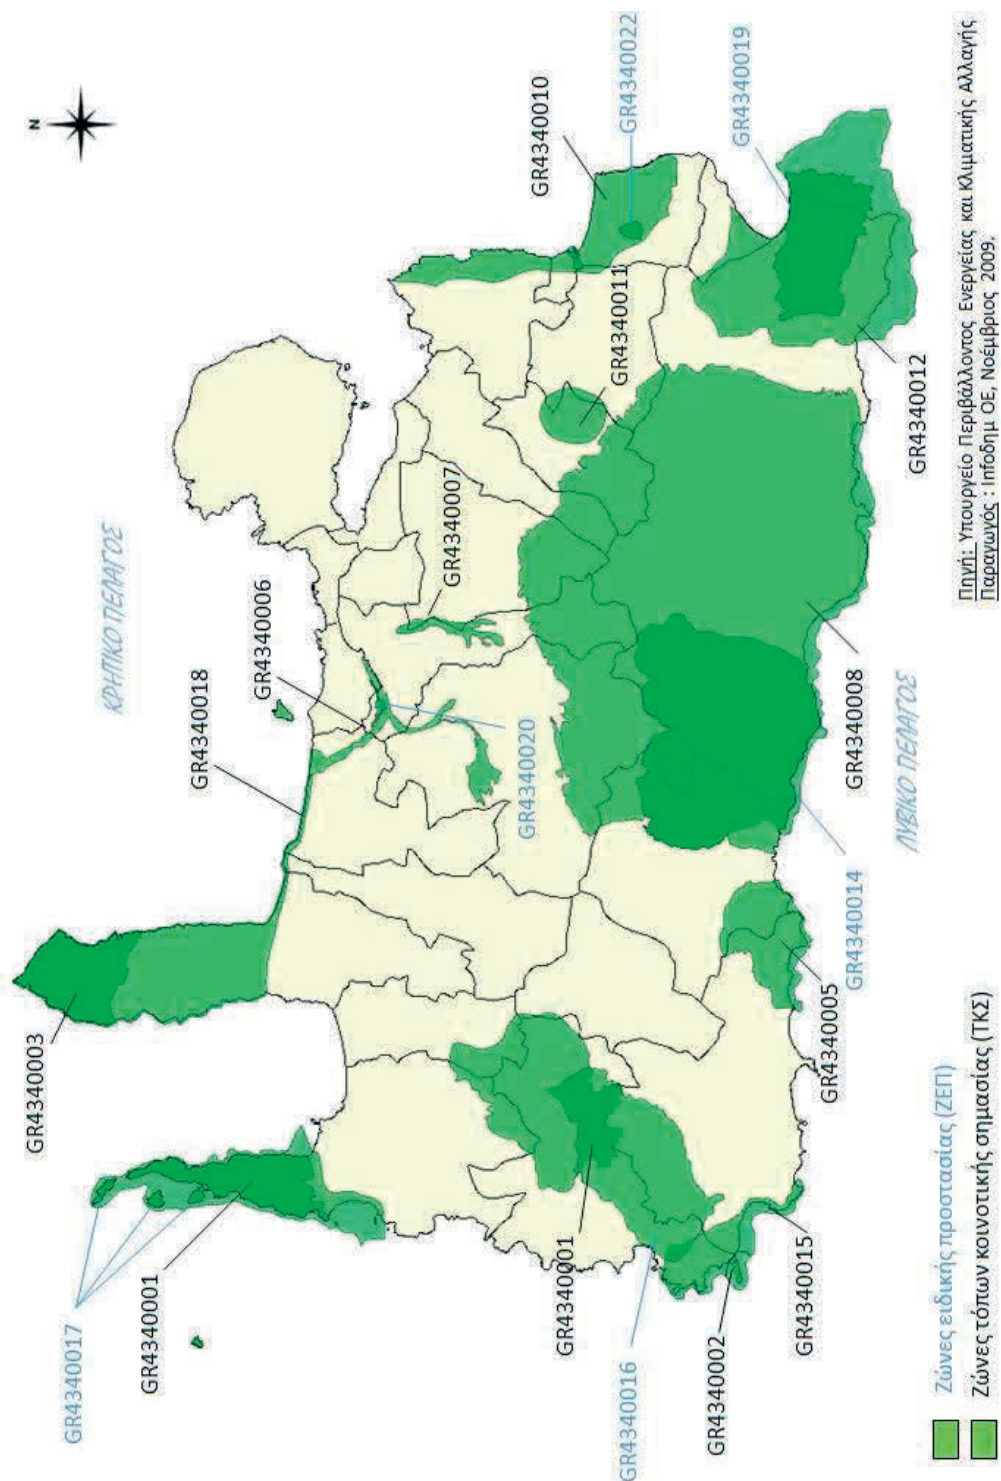 N
ΚΡΗΤΙΚΟ ΠΕΛΑΓΟΣ
GR4340003
GR4340017
GR4340001
GR4340018
GR4340006
GR4340007
GR4340020
GR4340010
GR4340022
GR4340011
GR4340019
GR4340012
GR4340001
GR4340016
GR4340002
GR4340015
GR4340005
GR4340014
GR4340008
ΛΥΒΙΚΟ ΠΕΛΑΓΟΣ
Ζώνες ειδικής προστασίας (ΖΕΠ)
Ζώνες τόπων κοινοτικής σημασίας (ΤΚΣ)
Πηγή: Υπουργείο Περιβάλλοντος Ενεργείας και Κλιματικής Αλλαγής
Παραγωγός : Infοδημ ΟΕ, Νοέμβριος 2009.